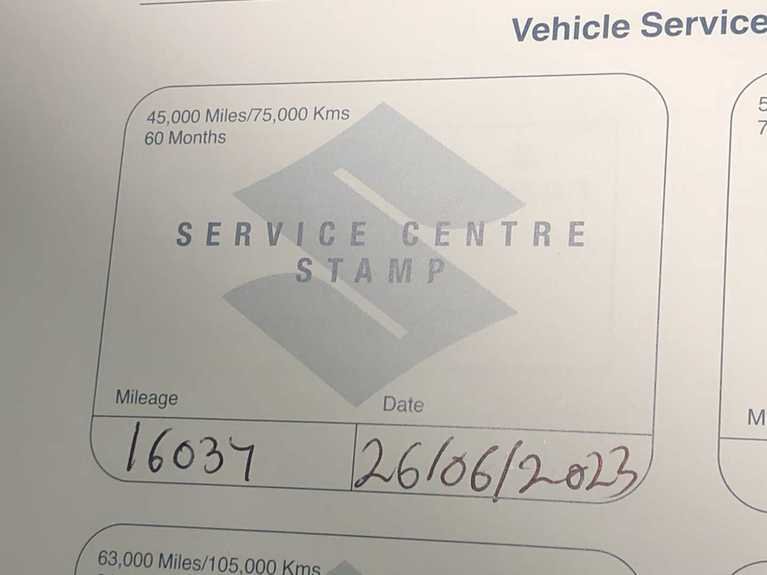 Vehicle Service
45,000 Miles/75,000 Kms
60 Months
SERVICE CENTRE
STAMP
Mileage
Date
16034
26/06/2023
63,000 Miles/105,000 Kms